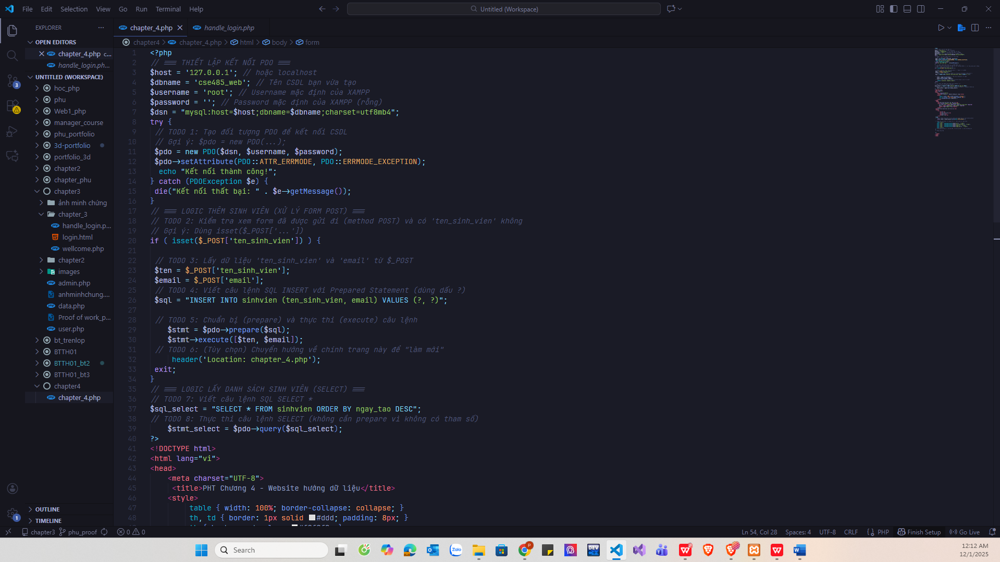 File Edit Selection View Go Run Terminal Help
Untitled (Workspace)
EXPLORER
OPEN EDITORS
chapter_4.php c...
handle_login.ph...
UNTITLED (WORKSPACE)
hoc_php
phu
Web1_php
manager_course
phu_portfolio
3d-portfolio
portfolio_3d
chapter2
chapter_phu
chapter3
ảnh minh chứng
chapter_3
handle_login.p...
login.html
wellcome.php
chapter2
images
admin.php
anhminhchung....
data.php
Proof of work_p...
user.php
bt_trenlop
BTTH01
BTTH01_bt2
BTTH01_bt3
chapter4
chapter_4.php
OUTLINE
TIMELINE
3
1
chapter_4.php
handle_login.php
chapter4 > chapter_4.php > html > body > form
1 <?php
2 // === THIẾT LẬP KẾT NỐI PDO ===
3 $host = '127.0.0.1'; // hoặc localhost
4 $dbname = 'cse485_web'; // Tên CSDL bạn vừa tạo
5 $username = 'root'; // Username mặc định của XAMPP
6 $password = ''; // Password mặc định của XAMPP (rỗng)
7 $dsn = "mysql:host=$host;dbname=$dbname;charset=utf8mb4";
8 try {
9 // TODO 1: Tạo đối tượng PDO để kết nối CSDL
10 // Gợi ý: $pdo = new PDO(...);
11 $pdo = new PDO($dsn, $username, $password);
12 $pdo->setAttribute(PDO::ATTR_ERRMODE, PDO::ERRMODE_EXCEPTION);
13 echo "Kết nối thành công!";
14 } catch (PDOException $e) {
15 die("Kết nối thất bại: " . $e->getMessage());
16 }
17 // === LOGIC THÊM SINH VIÊN (XỬ LÝ FORM POST) ===
18 // TODO 2: Kiểm tra xem form đã được gửi đi (method POST) và có 'ten_sinh_vien' không
19 // Gợi ý: Dùng isset($_POST['...'])
20 if ( isset($_POST['ten_sinh_vien']) ) {
21
22 // TODO 3: Lấy dữ liệu 'ten_sinh_vien' và 'email' từ $_POST
23 $ten = $_POST['ten_sinh_vien'];
24 $email = $_POST['email'];
25 // TODO 4: Viết câu lệnh SQL INSERT với Prepared Statement (dùng dấu ?)
26 $sql = "INSERT INTO sinhvien (ten_sinh_vien, email) VALUES (?, ?)";
27
28 // TODO 5: Chuẩn bị (prepare) và thực thi (execute) câu lệnh
29 $stmt = $pdo->prepare($sql);
30 $stmt->execute([$ten, $email]);
31 // TODO 6: (Tùy chọn) Chuyển hướng về chính trang này để "làm mới"
32 header('Location: chapter_4.php');
33 exit;
34 }
35 // === LOGIC LẤY DANH SÁCH SINH VIÊN (SELECT) ===
36 // TODO 7: Viết câu lệnh SQL SELECT *
37 $sql_select = "SELECT * FROM sinhvien ORDER BY ngay_tao DESC";
38 // TODO 8: Thực thi câu lệnh SELECT (không cần prepare vì không có tham số)
39 $stmt_select = $pdo->query($sql_select);
40 ?>
41 <!DOCTYPE html>
42 <html lang="vi">
43 <head>
44 <meta charset="UTF-8">
45 <title>PHT Chương 4 - Website hướng dữ liệu</title>
46 <style>
47 table { width: 100%; border-collapse: collapse; }
48 th, td { border: 1px solid #ddd; padding: 8px; }
chapter3 phu_proof 0 0
Ln 54, Col 28 Spaces: 4 UTF-8 CRLF {} PHP Finish Setup Go Live
Search
Zalo
DEV
12:12 AM
12/1/2025